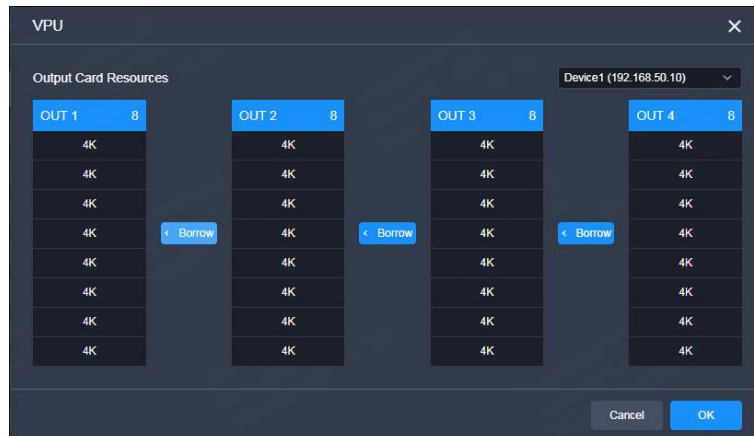 VPU
Output Card Resources Device1 (192.168.50.10)
OUT 1 8 OUT 2 8 OUT 3 8 OUT 4 8
4K 4K 4K 4K
4K 4K 4K 4K
4K 4K 4K 4K
4K < Borrow 4K < Borrow 4K < Borrow 4K
4K 4K 4K 4K
4K 4K 4K 4K
4K 4K 4K 4K
4K 4K 4K 4K
Cancel OK